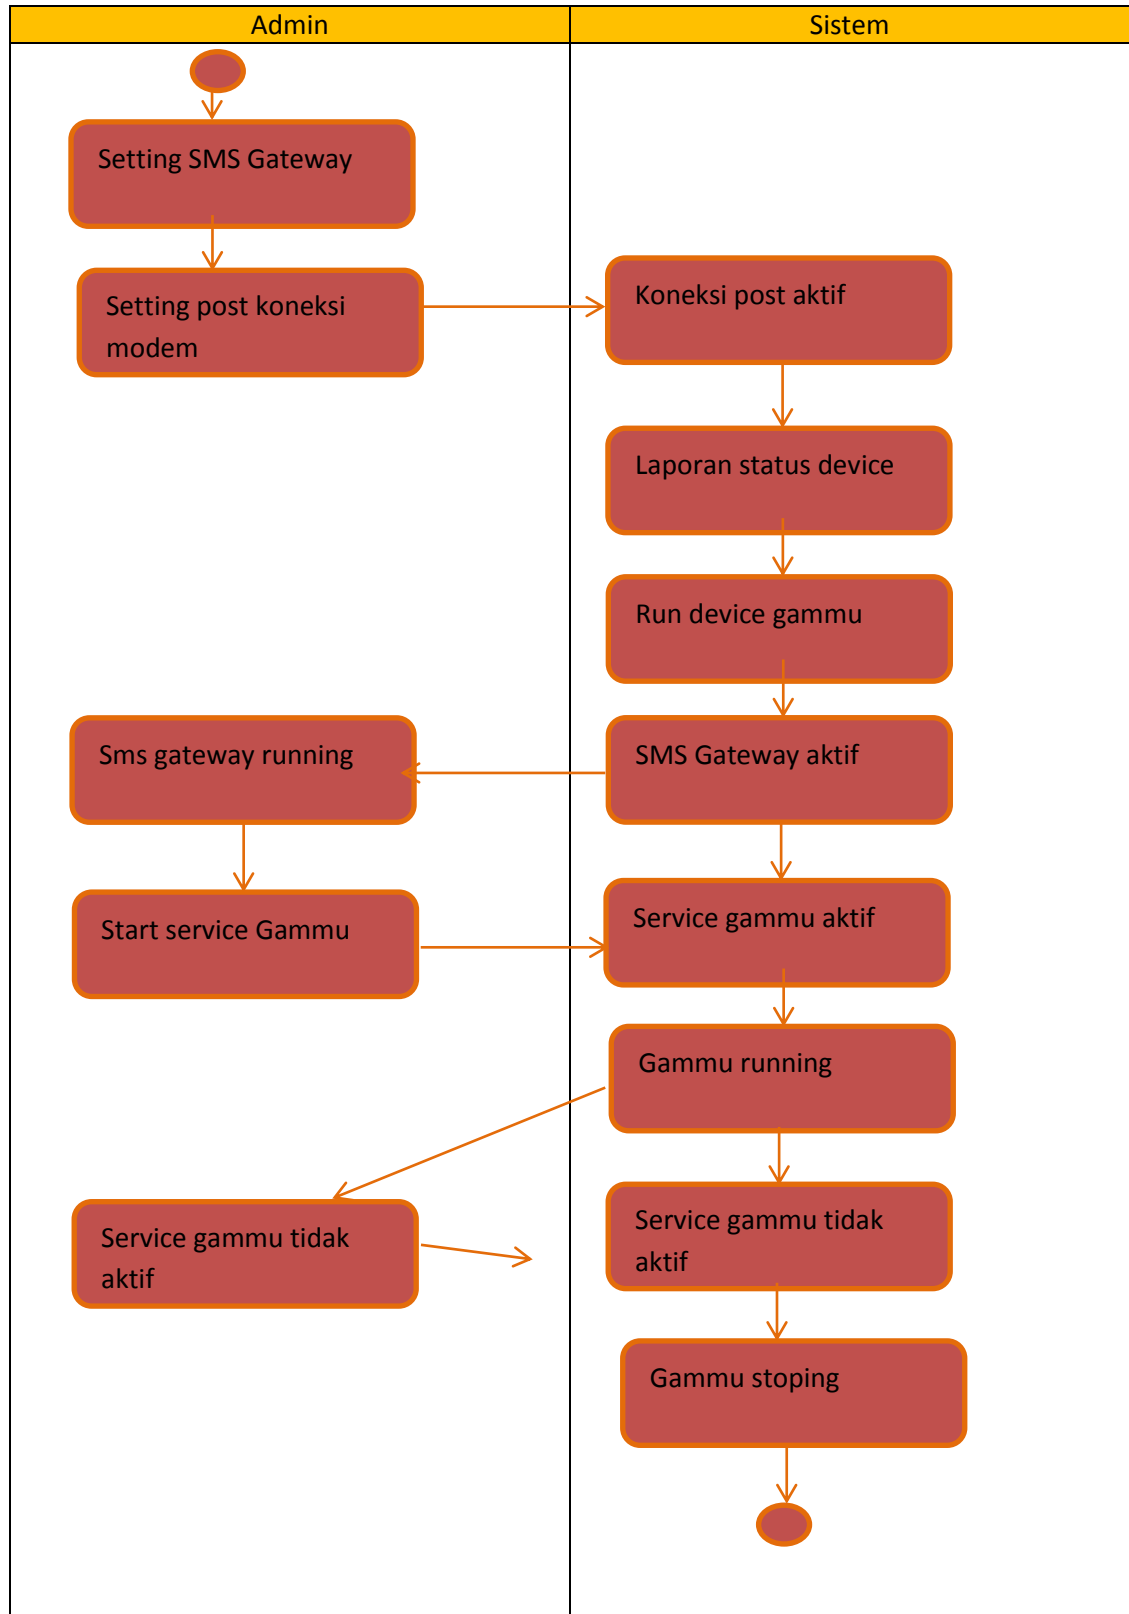 Admin
Sistem
Setting SMS Gateway
Setting post koneksi
modem
Koneksi post aktif
Laporan status device
Run device gammu
SMS Gateway aktif
Sms gateway running
Start service Gammu
Service gammu aktif
Gammu running
Service gammu tidak
aktif
Service gammu tidak
aktif
Gammu stoping